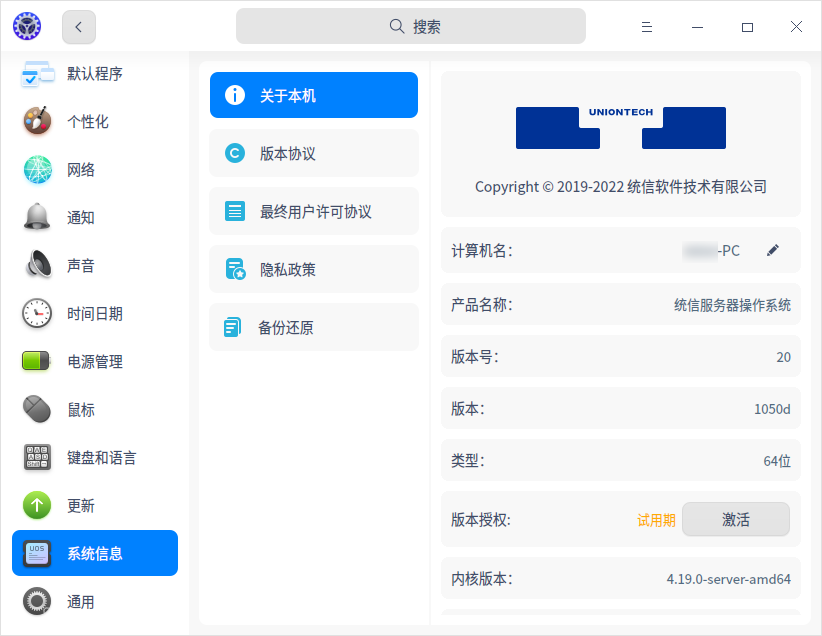 搜索
默认程序
个性化
网络
通知
声音
时间日期
电源管理
鼠标
键盘和语言
更新
系统信息
通用
关于本机
版本协议
最终用户许可协议
隐私政策
备份还原
UNIONTECH
Copyright © 2019-2022 统信软件技术有限公司
计算机名： -PC
产品名称： 统信服务器操作系统
版本号： 20
版本： 1050d
类型： 64位
版本授权: 试用期 激活
内核版本： 4.19.0-server-amd64